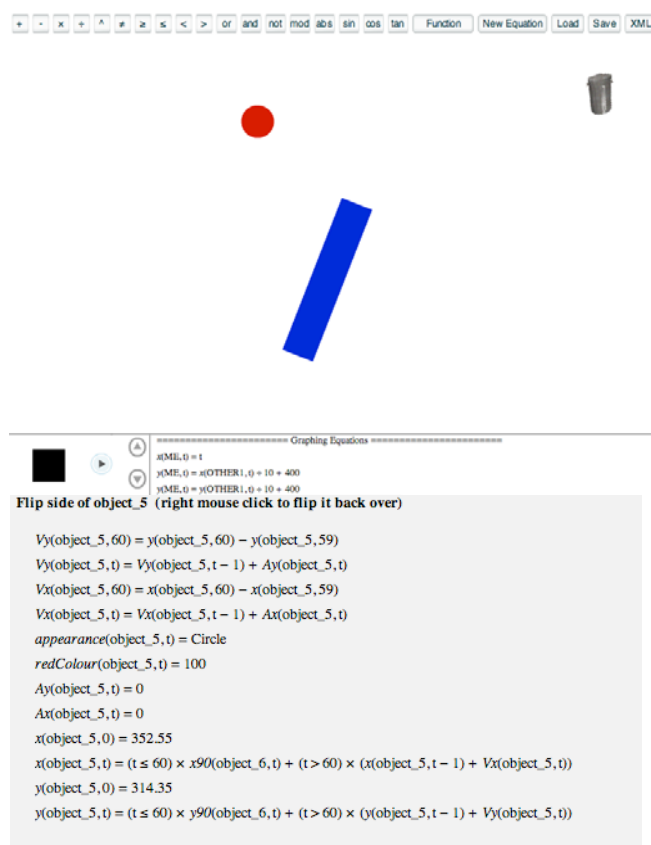 + - x ÷ ^ ≠ ≥ ≤ < > or and not mod abs sin cos tan Function New Equation Load Save XML
======================== Graphing Equations ========================
x(ME,t) = t
y(ME,t) = x(OTHER1,t) ÷ 10 + 400
y(ME,t) = y(OTHER1,t) ÷ 10 + 400
Flip side of object_5 (right mouse click to flip it back over)
Vy(object_5,60) = y(object_5,60) − y(object_5,59)
Vy(object_5,t) = Vy(object_5,t − 1) + Ay(object_5,t)
Vx(object_5,60) = x(object_5,60) − x(object_5,59)
Vx(object_5,t) = Vx(object_5,t − 1) + Ax(object_5,t)
appearance(object_5,t) = Circle
redColour(object_5,t) = 100
Ay(object_5,t) = 0
Ax(object_5,t) = 0
x(object_5,0) = 352.55
x(object_5,t) = (t ≤ 60) × x90(object_6,t) + (t > 60) × (x(object_5,t − 1) + Vx(object_5,t))
y(object_5,0) = 314.35
y(object_5,t) = (t ≤ 60) × y90(object_6,t) + (t > 60) × (y(object_5,t − 1) + Vy(object_5,t))